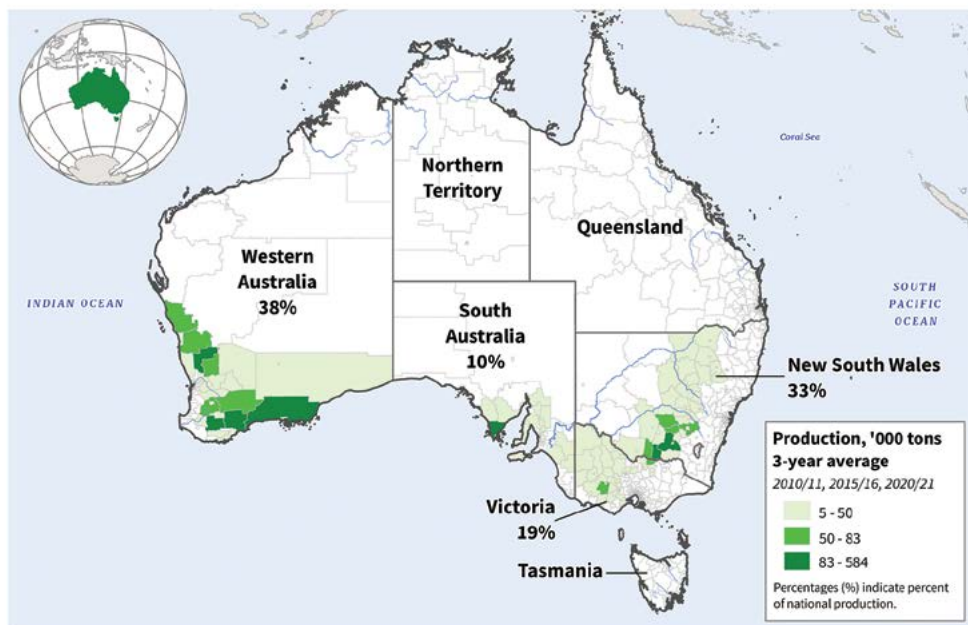 Coral Sea
Northern
Territory
Queensland
Western
Australia
38%
INDIAN OCEAN
South
Australia
10%
SOUTH
PACIFIC
OCEAN
New South Wales
33%
Victoria
19%
Tasmania
Production, '000 tons
3-year average
2010/11, 2015/16, 2020/21
5 - 50
50 - 83
83 - 584
Percentages (%) indicate percent
of national production.